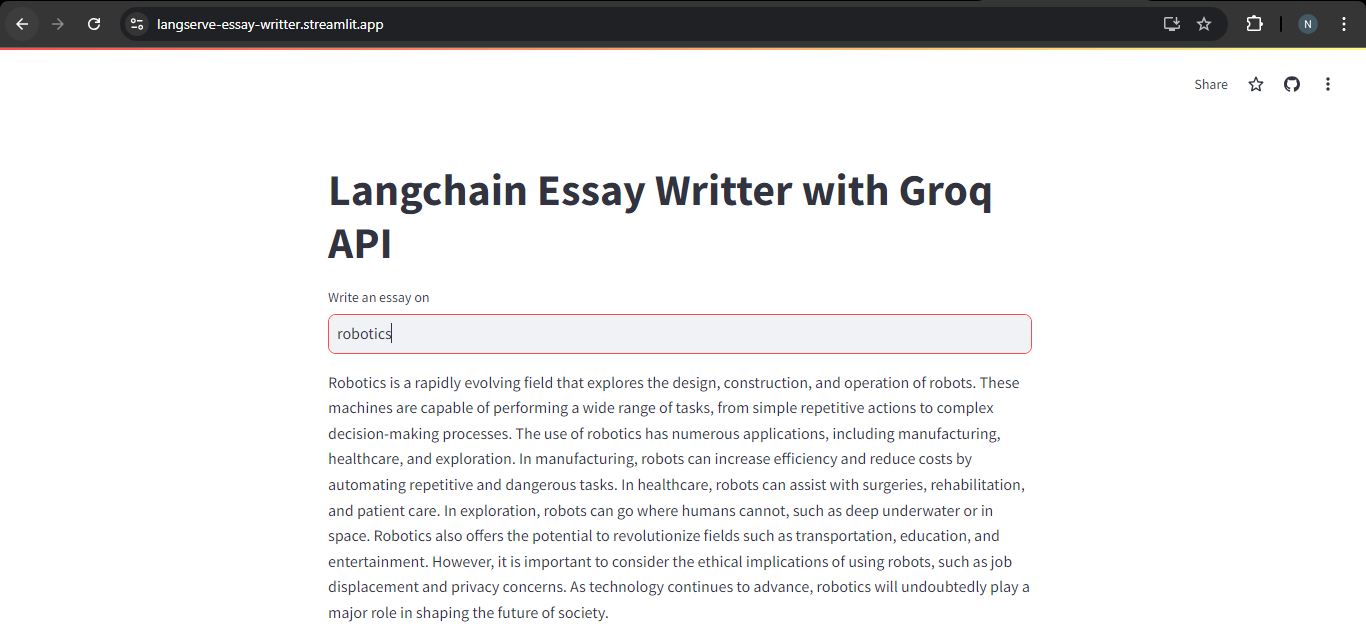 langserve-essay-writter.streamlit.app
N
Share
Langchain Essay Writter with Groq
API
Write an essay on
robotics
Robotics is a rapidly evolving field that explores the design, construction, and operation of robots. These
machines are capable of performing a wide range of tasks, from simple repetitive actions to complex
decision-making processes. The use of robotics has numerous applications, including manufacturing,
healthcare, and exploration. In manufacturing, robots can increase efficiency and reduce costs by
automating repetitive and dangerous tasks. In healthcare, robots can assist with surgeries, rehabilitation,
and patient care. In exploration, robots can go where humans cannot, such as deep underwater or in
space. Robotics also offers the potential to revolutionize fields such as transportation, education, and
entertainment. However, it is important to consider the ethical implications of using robots, such as job
displacement and privacy concerns. As technology continues to advance, robotics will undoubtedly play a
major role in shaping the future of society.